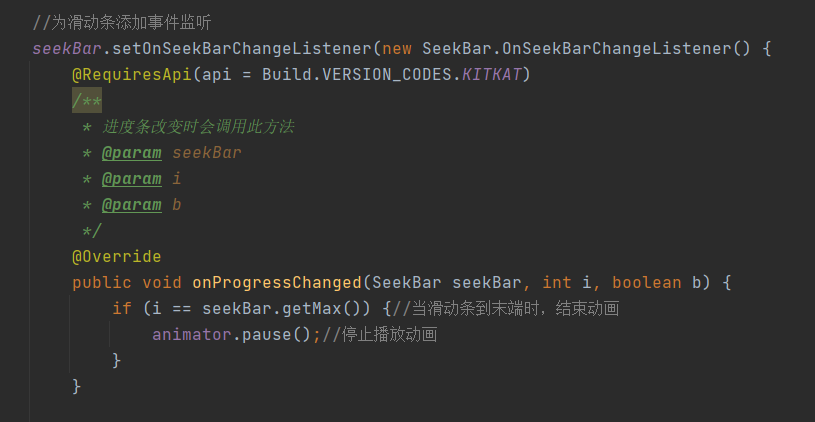 //为滑动条添加事件监听
seekBar.setOnSeekBarChangeListener(new SeekBar.OnSeekBarChangeListener() {
    @RequiresApi(api = Build.VERSION_CODES.KITKAT)
    /**
     * 进度条改变时会调用此方法
     * @param seekBar
     * @param i
     * @param b
     */
    @Override
    public void onProgressChanged(SeekBar seekBar, int i, boolean b) {
        if (i == seekBar.getMax()) {//当滑动条到末端时，结束动画
            animator.pause();//停止播放动画
        }
    }